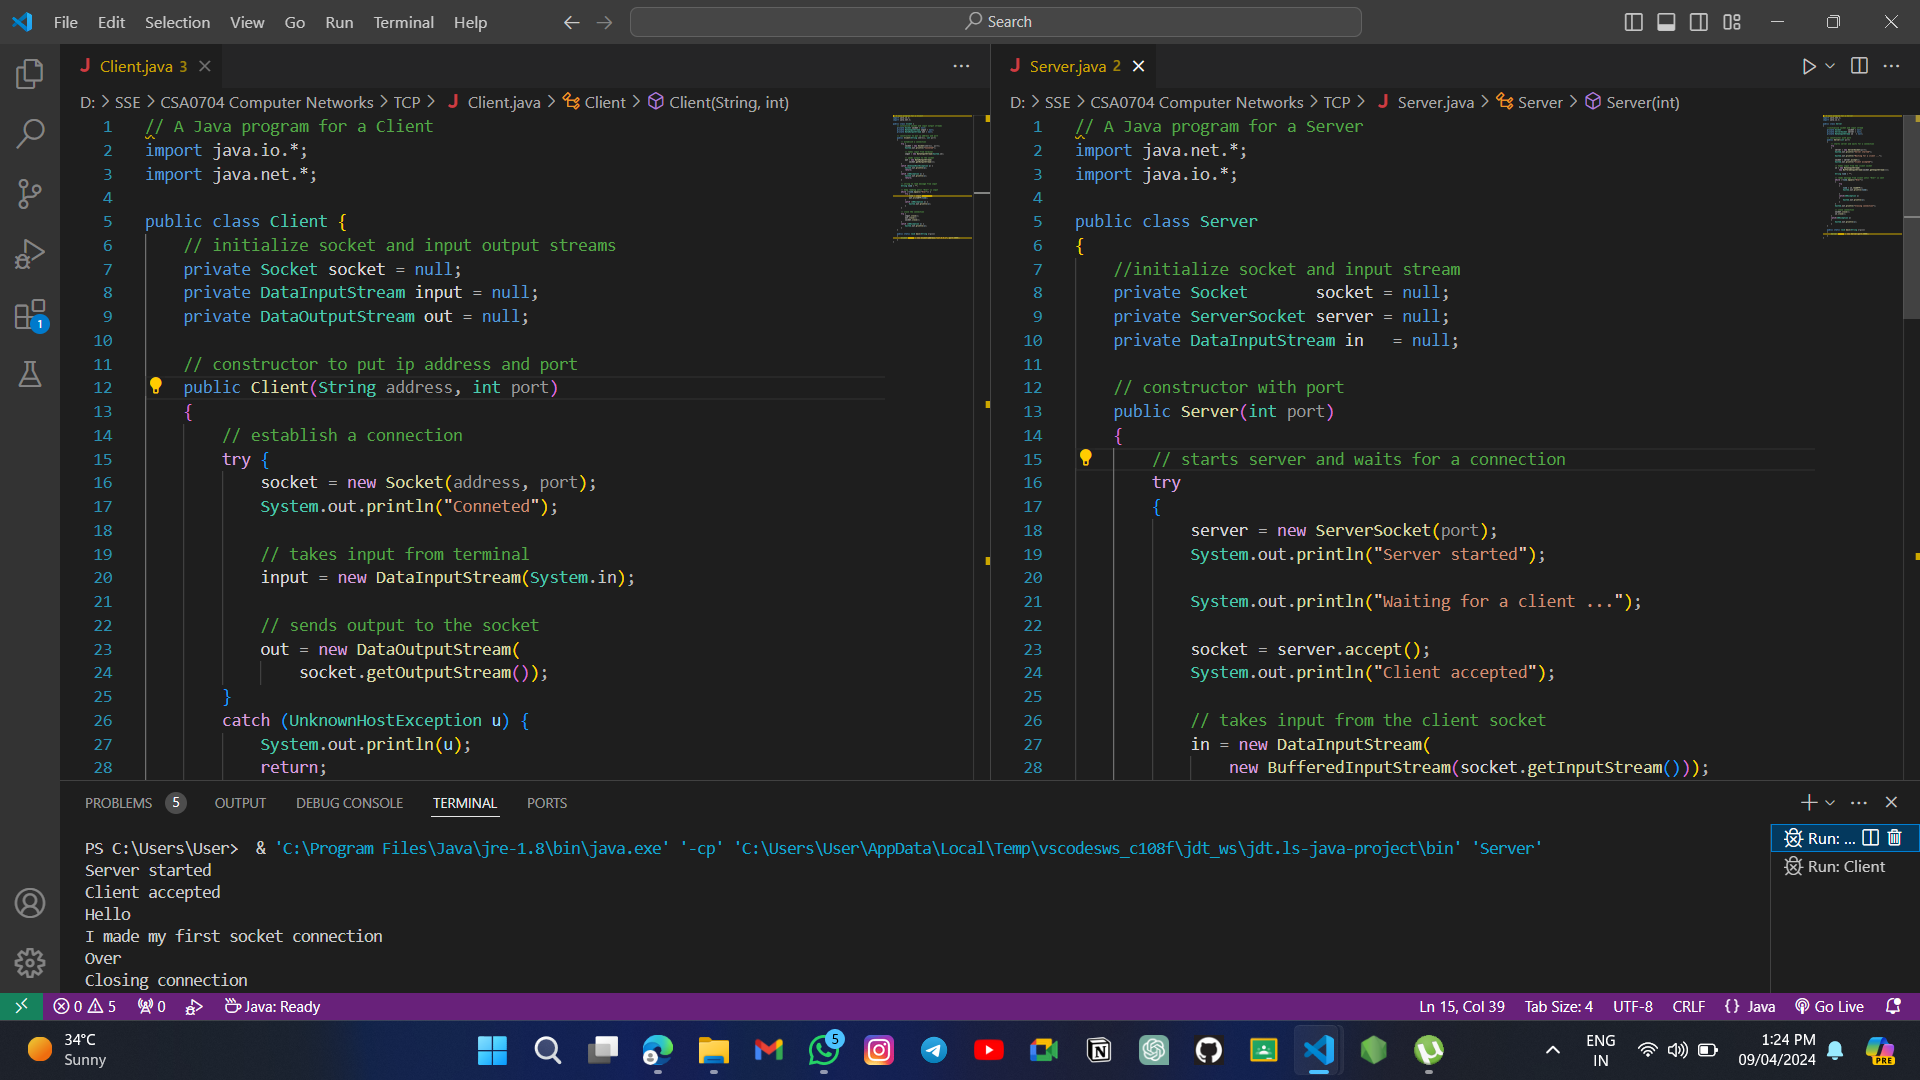 File Edit Selection View Go Run Terminal Help
Search
Client.java 3
D: > SSE > CSA0704 Computer Networks > TCP > Client.java > Client > Client(String, int)
1 // A Java program for a Client
2 import java.io.*;
3 import java.net.*;
4
5 public class Client {
6 // initialize socket and input output streams
7 private Socket socket = null;
8 private DataInputStream input = null;
9 private DataOutputStream out = null;
10
11 // constructor to put ip address and port
12 public Client(String address, int port)
13 {
14 // establish a connection
15 try {
16 socket = new Socket(address, port);
17 System.out.println("Conneted");
18
19 // takes input from terminal
20 input = new DataInputStream(System.in);
21
22 // sends output to the socket
23 out = new DataOutputStream(
24 socket.getOutputStream());
25 }
26 catch (UnknownHostException u) {
27 System.out.println(u);
28 return;
Server.java 2
D: > SSE > CSA0704 Computer Networks > TCP > Server.java > Server > Server(int)
1 // A Java program for a Server
2 import java.net.*;
3 import java.io.*;
4
5 public class Server
6 {
7 //initialize socket and input stream
8 private Socket       socket = null;
9 private ServerSocket server = null;
10 private DataInputStream in   = null;
11
12 // constructor with port
13 public Server(int port)
14 {
15 // starts server and waits for a connection
16 try
17 {
18 server = new ServerSocket(port);
19 System.out.println("Server started");
20
21 System.out.println("Waiting for a client ...");
22
23 socket = server.accept();
24 System.out.println("Client accepted");
25
26 // takes input from the client socket
27 in = new DataInputStream(
28 new BufferedInputStream(socket.getInputStream()));
PROBLEMS 5 OUTPUT DEBUG CONSOLE TERMINAL PORTS
PS C:\Users\User>  & 'C:\Program Files\Java\jre-1.8\bin\java.exe' '-cp' 'C:\Users\User\AppData\Local\Temp\vscodesws_c108f\jdt_ws\jdt.ls-java-project\bin' 'Server'
Server started
Client accepted
Hello
I made my first socket connection
Over
Closing connection
Run: ...
Run: Client
1
0 5 0 Java: Ready
Ln 15, Col 39 Tab Size: 4 UTF-8 CRLF {} Java Go Live
34°C
Sunny
5
ENG
IN
1:24 PM
09/04/2024
PRE